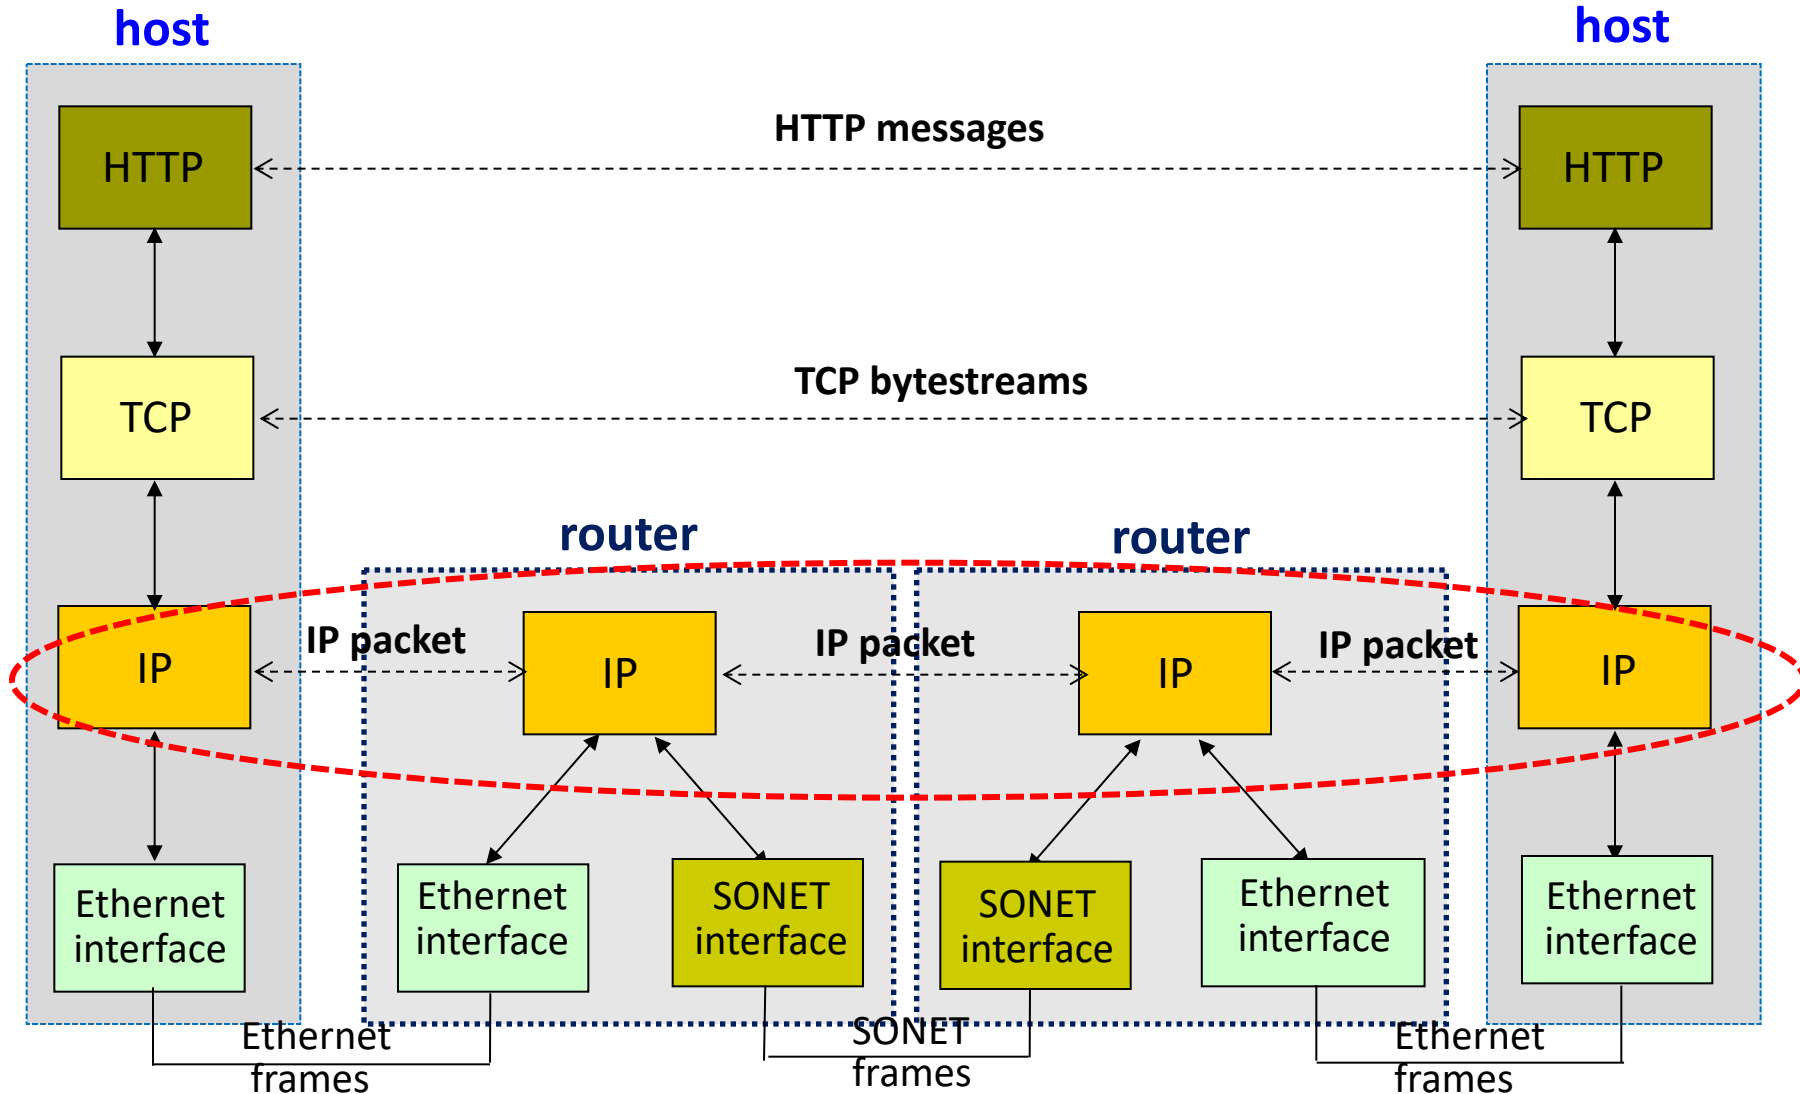 host
host
HTTP
HTTP messages
HTTP
TCP
TCP bytestreams
TCP
router
router
IP
IP packet
IP
IP packet
IP
IP packet
IP
Ethernet
interface
Ethernet
interface
SONET
interface
SONET
interface
Ethernet
interface
Ethernet
interface
Ethernet
frames
SONET
frames
Ethernet
frames